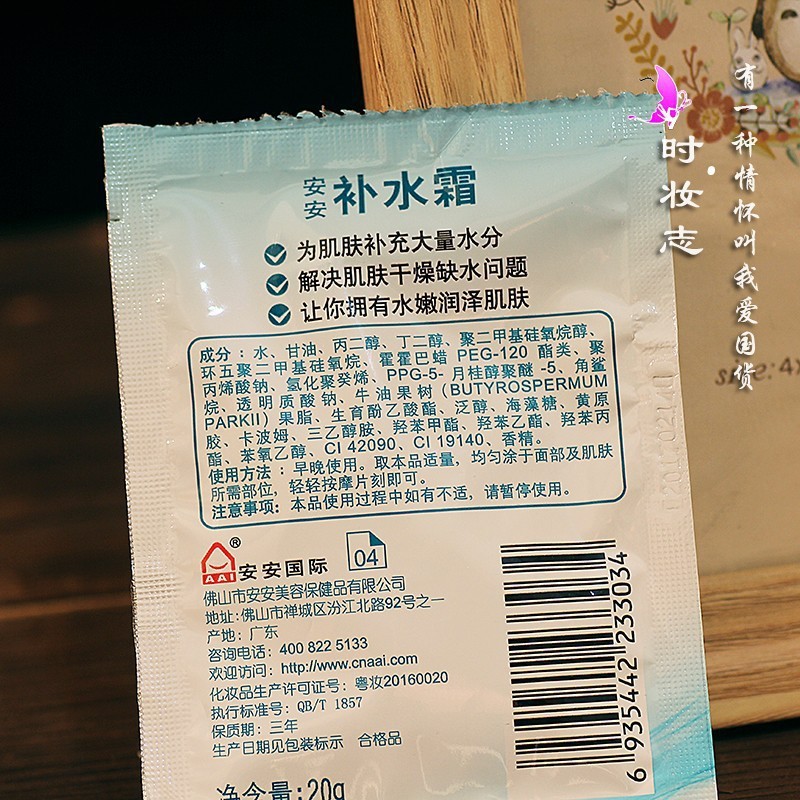 安安 补水霜
为肌肤补充大量水分
解决肌肤干燥缺水问题
让你拥有水嫩润泽肌肤
成分：水、甘油、丙二醇、丁二醇、聚二甲基硅氧烷醇、
环五聚二甲基硅氧烷、霍霍巴蜡 PEG-120 酯类、聚
丙烯酸钠、氢化聚癸烯、PPG-5- 月桂醇聚醚 -5、角鲨
烷、透明质酸钠、牛油果树（BUTYROSPERMUM
PARKII）果脂、生育酚乙酸酯、泛醇、海藻糖、黄原
胶、卡波姆、三乙醇胺、羟苯甲酯、羟苯乙酯、羟苯丙
酯、苯氧乙醇、CI 42090、CI 19140、香精。
使用方法：早晚使用。取本品适量，均匀涂于面部及肌肤
所需部位，轻轻按摩片刻即可。
注意事项：本品使用过程中如有不适，请暂停使用。
AAI ® 安安国际 04
佛山市安安美容保健品有限公司
地址：佛山市禅城区汾江北路92号之一
产地：广东
咨询电话：400 822 5133
欢迎访问：http://www.cnaai.com
化妆品生产许可证号：粤妆20160020
执行标准号：QB/T 1857
保质期：三年
生产日期见包装标示 合格品
净含量:20g
6 935442 233034
时·妆志
有一种情怀叫我爱国货
size:4x